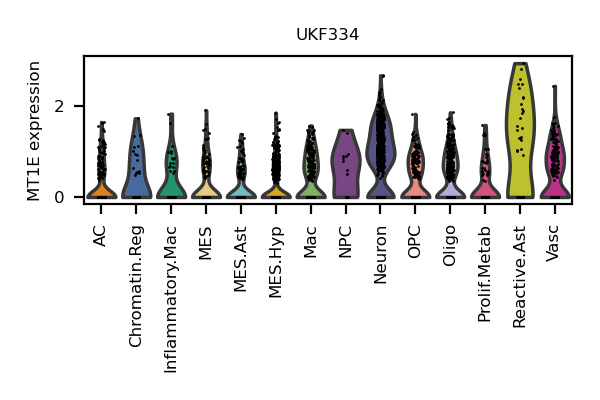 UKF334
MT1E expression
2
0
AC
Chromatin.Reg
Inflammatory.Mac
MES
MES.Ast
MES.Hyp
Mac
NPC
Neuron
OPC
Oligo
Prolif.Metab
Reactive.Ast
Vasc